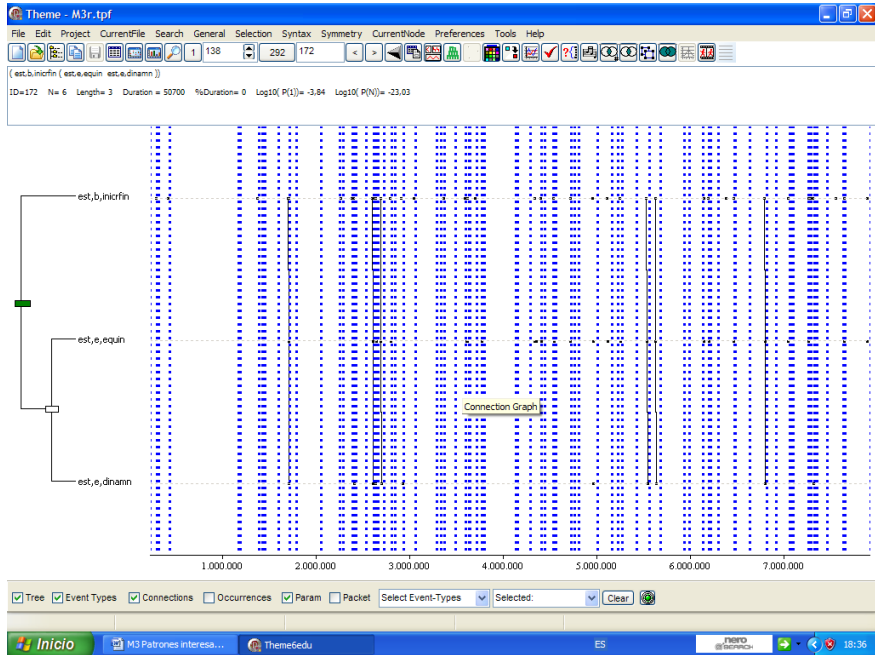 Theme - M3r.tpf
File Edit Project CurrentFile Search General Selection Syntax Symmetry CurrentNode Preferences Tools Help
1 138 292 172 < >
( est,b,inicrfin ( est,e,equin est,e,dinamn ))
ID=172 N= 6 Length= 3 Duration = 50700 %Duration= 0 Log10( P(1))= -3,84 Log10( P(N))= -23,03
est,b,inicrfin
est,e,equin
Connection Graph
est,e,dinamn
1.000.000 2.000.000 3.000.000 4.000.000 5.000.000 6.000.000 7.000.000
Tree Event Types Connections Occurrences Param Packet Select Event-Types Selected: Clear
Inicio M3 Patrones interesa... Theme6edu ES nero SEARCH 18:36